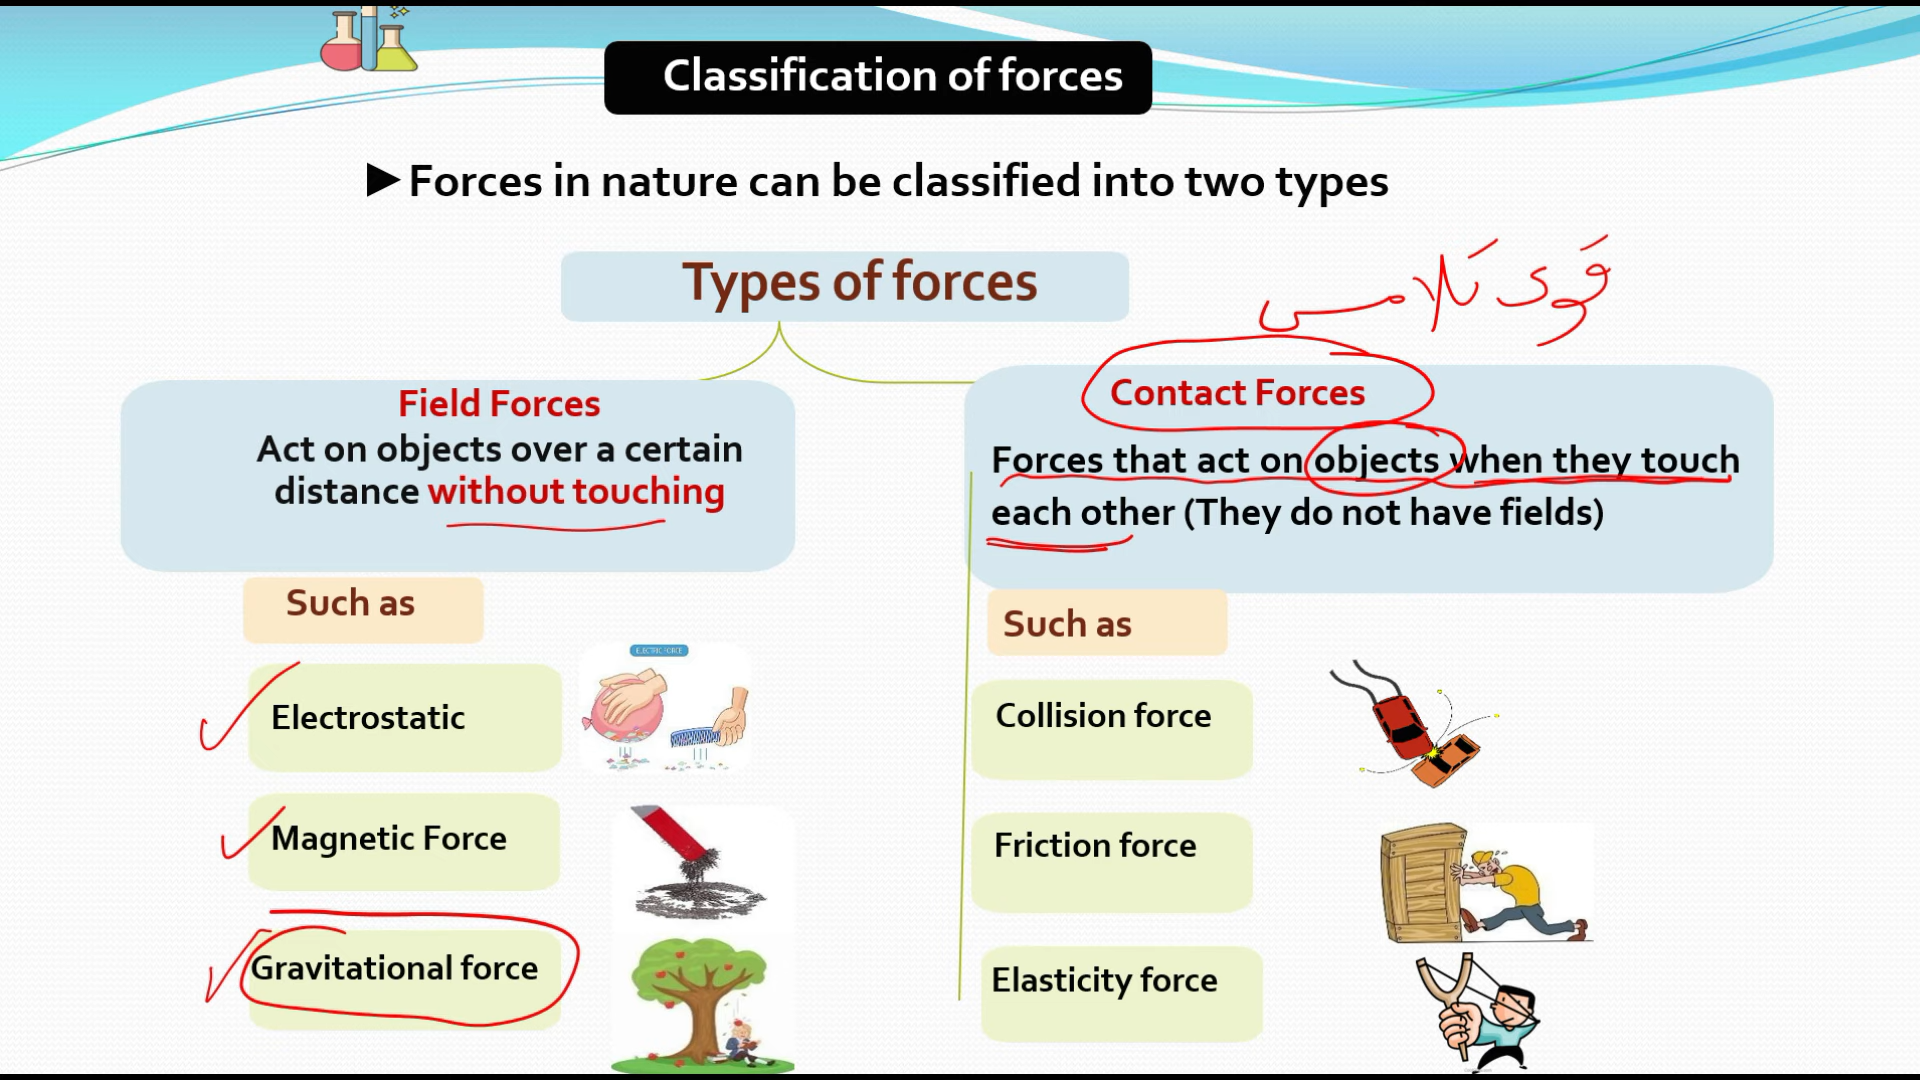 Classification of forces
►Forces in nature can be classified into two types
Types of forces
قوى تلامس
Field Forces
Act on objects over a certain
distance without touching
Contact Forces
Forces that act on objects when they touch
each other (They do not have fields)
Such as
Electrostatic
ELECTRIC FORCE
Magnetic Force
Gravitational force
Such as
Collision force
Friction force
Elasticity force